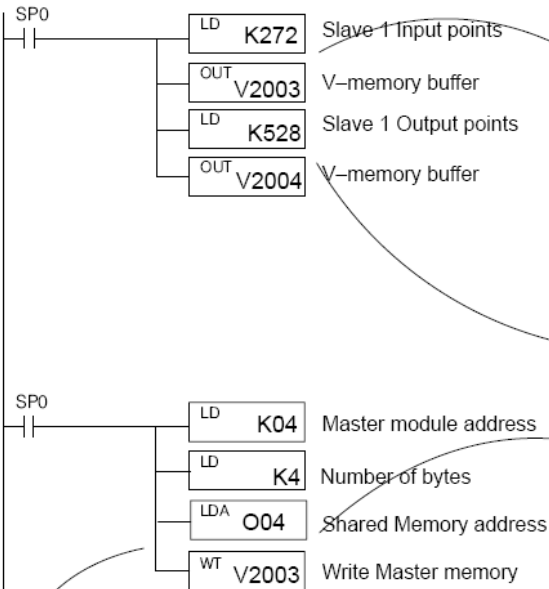 SP0
LD K272 Slave 1 Input points
OUT V2003 V–memory buffer
LD K528 Slave 1 Output points
OUT V2004 V–memory buffer
SP0
LD K04 Master module address
LD K4 Number of bytes
LDA O04 Shared Memory address
WT V2003 Write Master memory